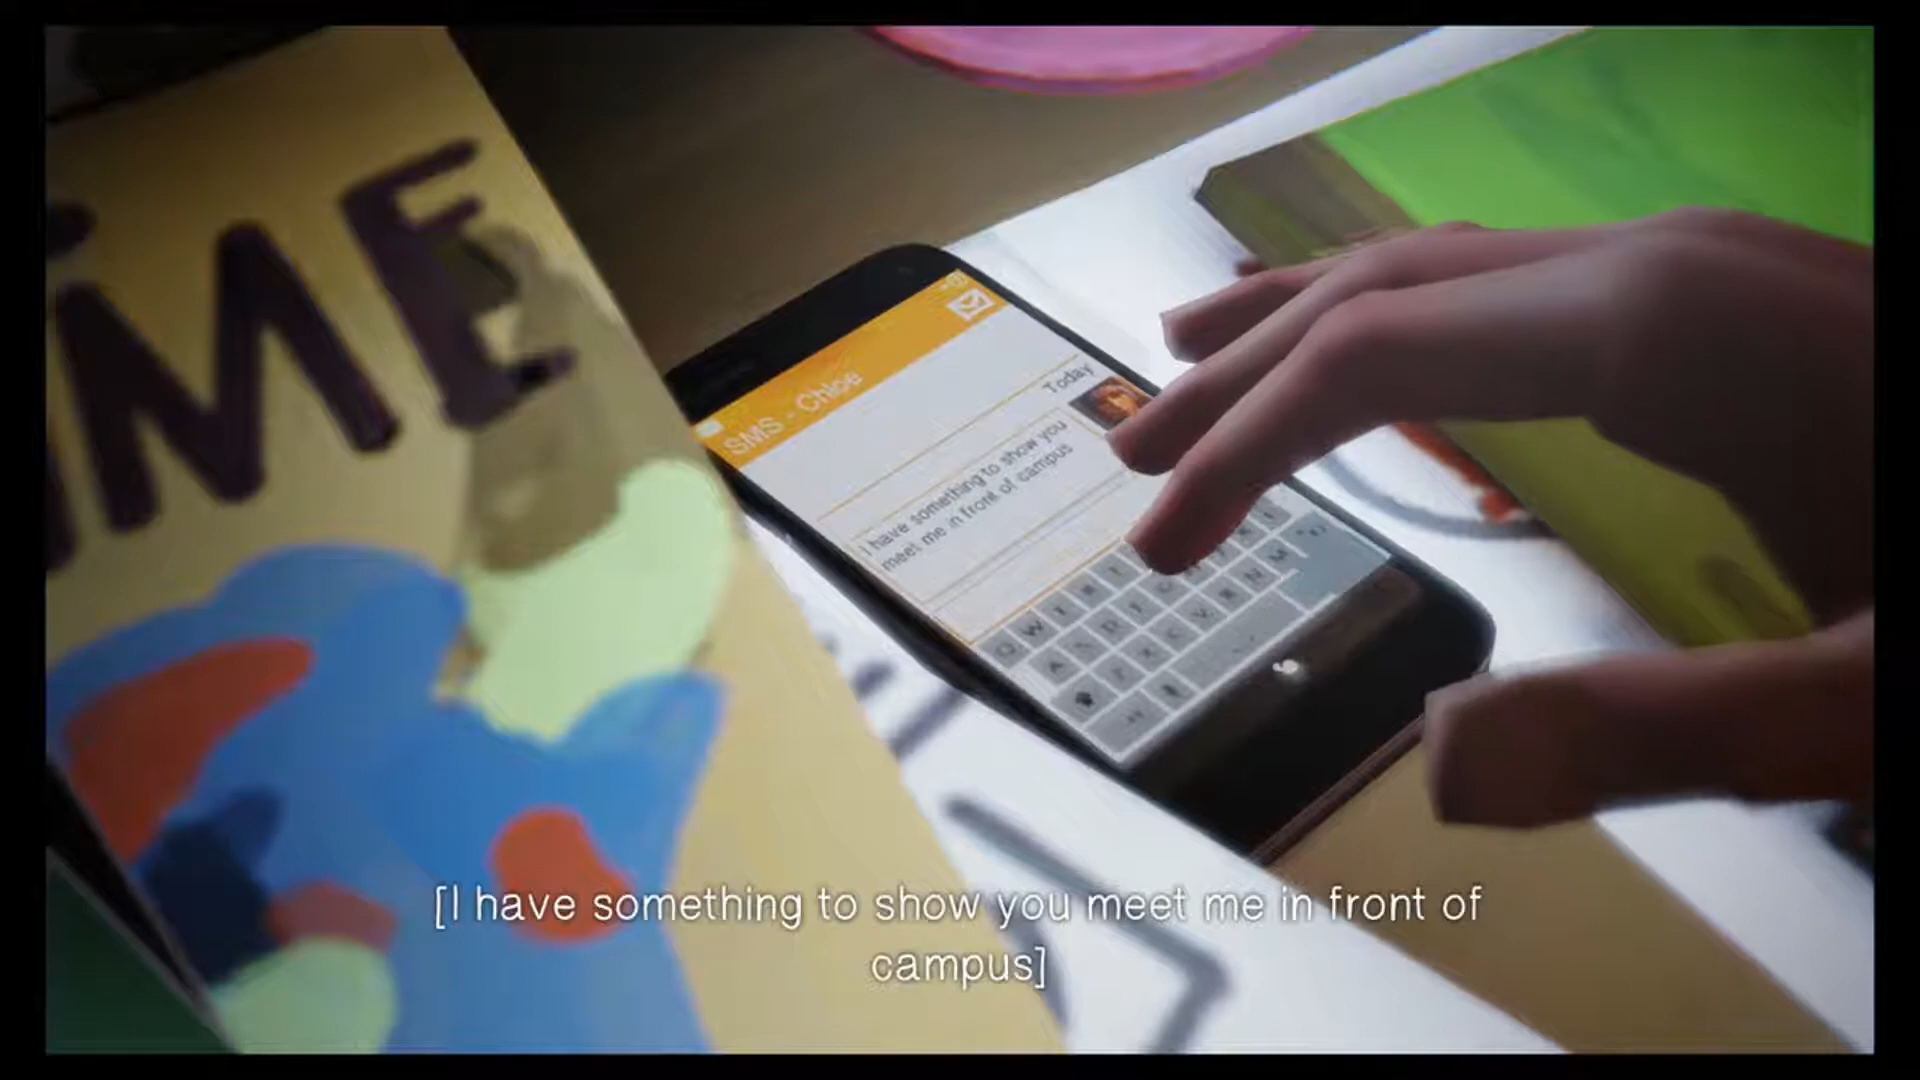 IME
SMS - Chloe
Today
I have something to show you
meet me in front of campus
[I have something to show you meet me in front of
campus]